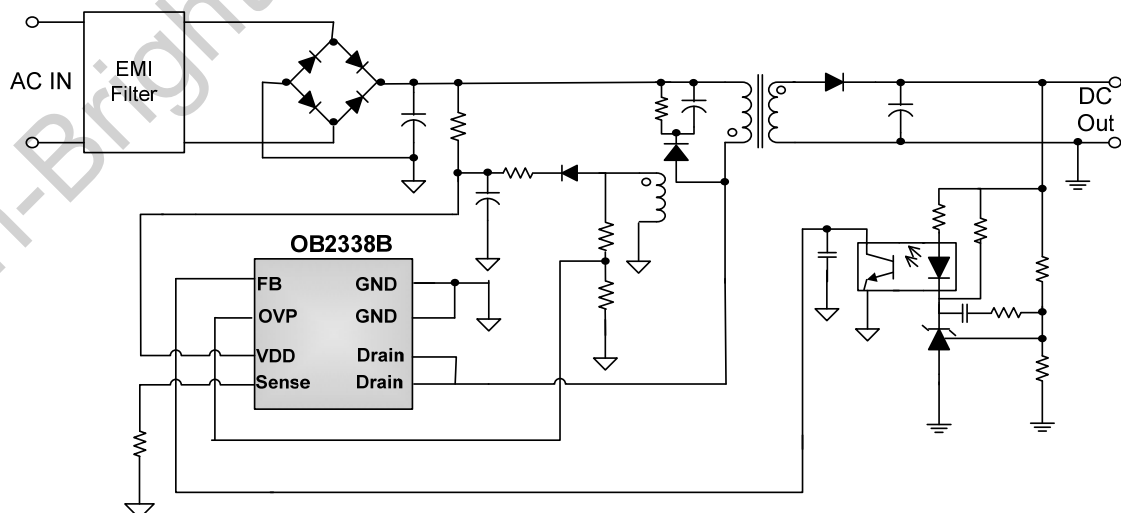 AC IN
EMI
Filter
DC
Out
OB2338B
FB
GND
OVP
GND
VDD
Drain
Sense
Drain